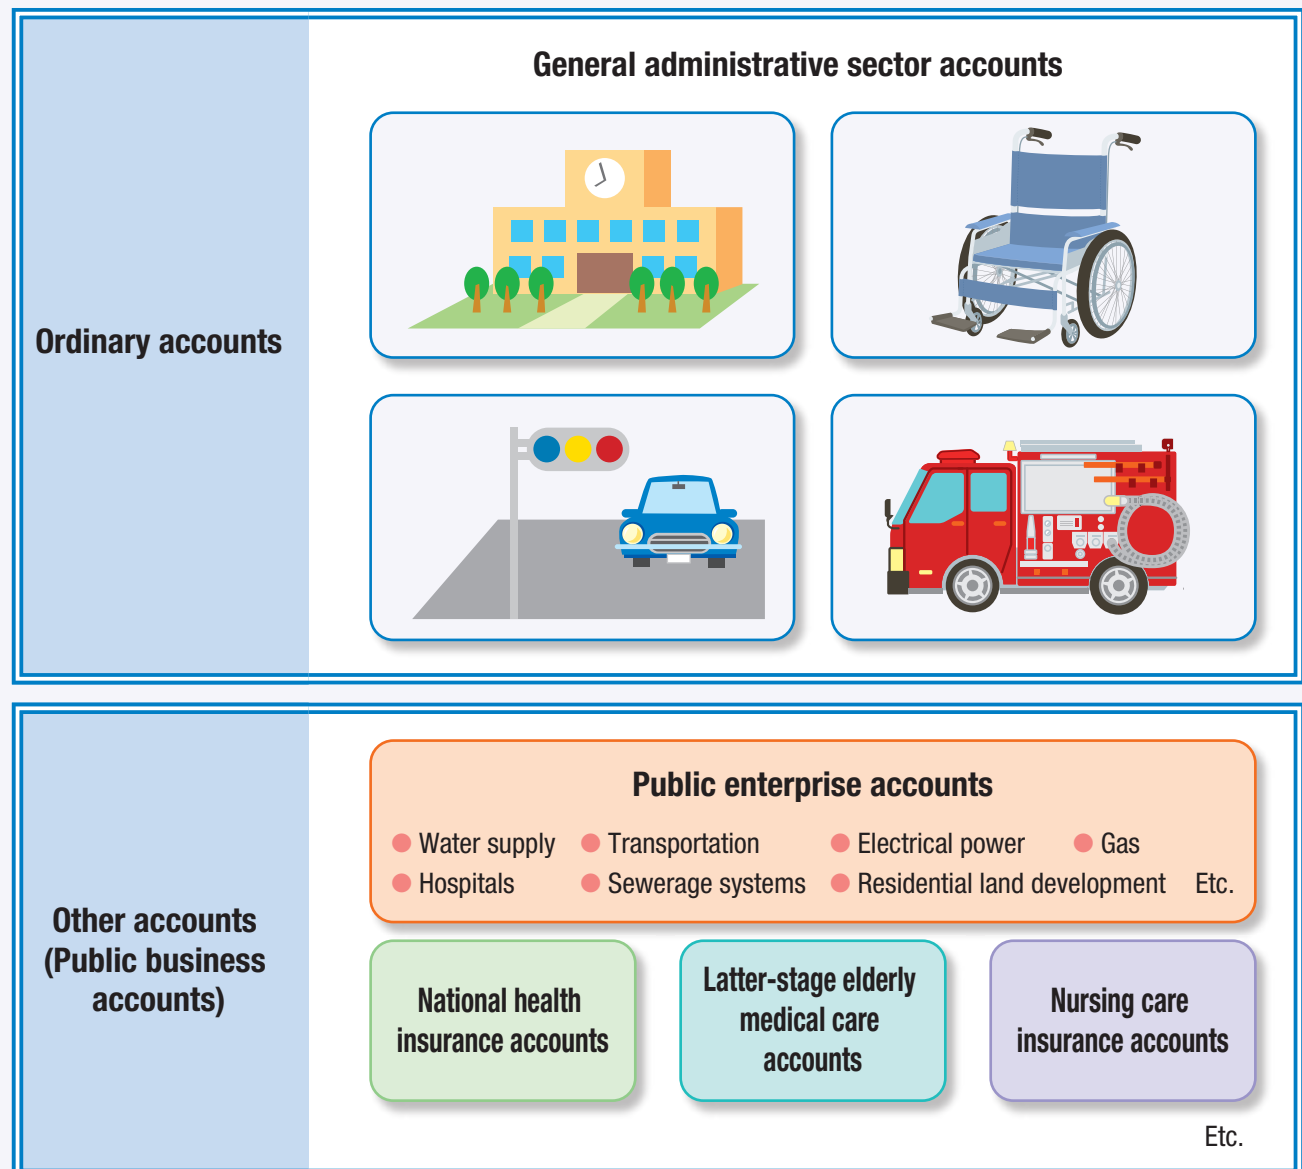 General administrative sector accounts
Ordinary accounts
Public enterprise accounts
Water supply
Transportation
Electrical power
Gas
Hospitals
Sewerage systems
Residential land development
Etc.
Other accounts
(Public business
accounts)
National health
insurance accounts
Latter-stage elderly
medical care
accounts
Nursing care
insurance accounts
Etc.